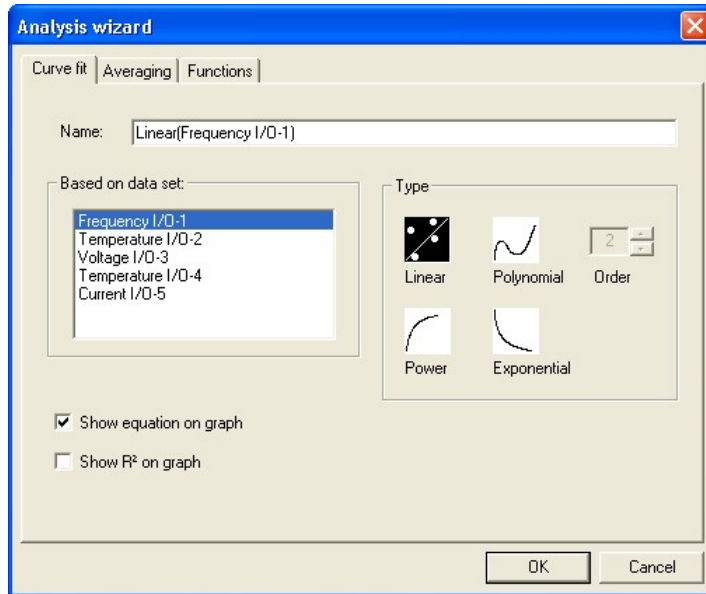 Analysis wizard
Curve fit Averaging Functions
Name: Linear(Frequency I/O-1)
Based on data set:
Frequency I/O-1
Temperature I/O-2
Voltage I/O-3
Temperature I/O-4
Current I/O-5
Type
2
Linear Polynomial Order
Power Exponential
Show equation on graph
Show R² on graph
OK Cancel